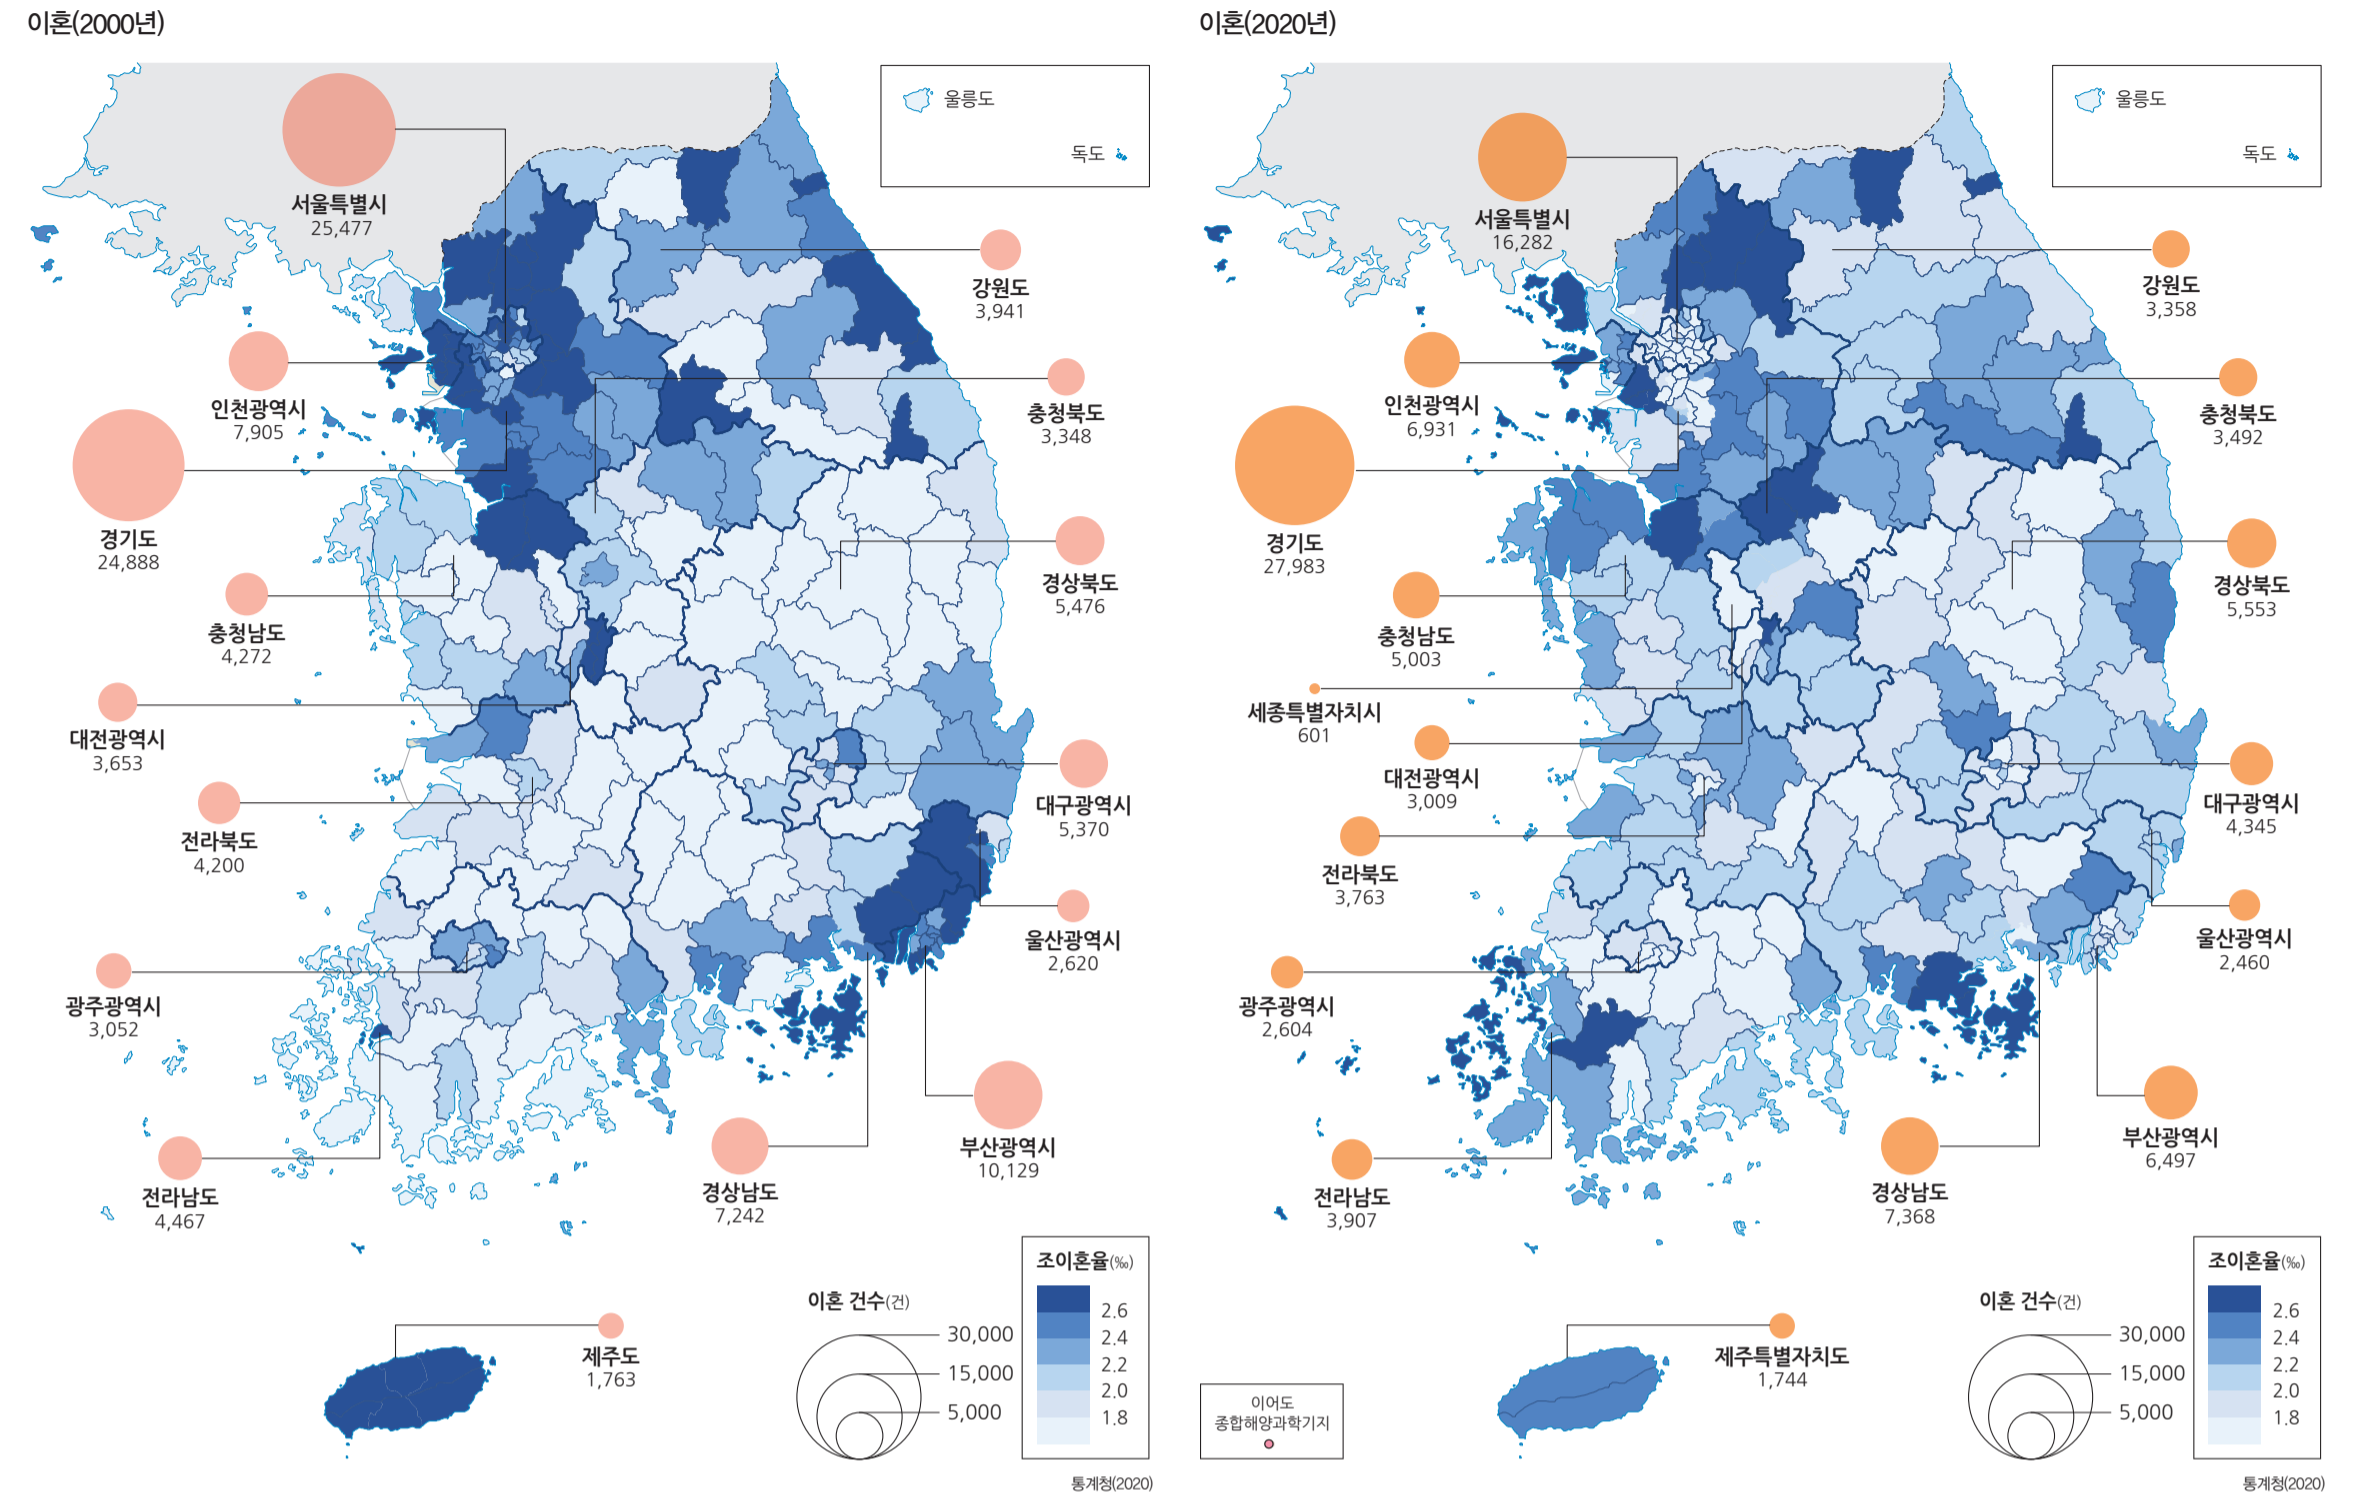 이혼(2000년)
울릉도
독도
서울특별시
25,477
강원도
3,941
인천광역시
7,905
충청북도
3,348
경기도
24,888
경상북도
5,476
충청남도
4,272
대전광역시
3,653
대구광역시
5,370
전라북도
4,200
울산광역시
2,620
광주광역시
3,052
부산광역시
10,129
전라남도
4,467
경상남도
7,242
제주도
1,763
이혼 건수(건)
30,000
15,000
5,000
조이혼율(‰)
2.6
2.4
2.2
2.0
1.8
통계청(2020)
이혼(2020년)
울릉도
독도
서울특별시
16,282
강원도
3,358
인천광역시
6,931
충청북도
3,492
경기도
27,983
경상북도
5,553
충청남도
5,003
세종특별자치시
601
대전광역시
3,009
대구광역시
4,345
전라북도
3,763
울산광역시
2,460
광주광역시
2,604
부산광역시
6,497
전라남도
3,907
경상남도
7,368
제주특별자치도
1,744
이어도
종합해양과학기지
이혼 건수(건)
30,000
15,000
5,000
조이혼율(‰)
2.6
2.4
2.2
2.0
1.8
통계청(2020)